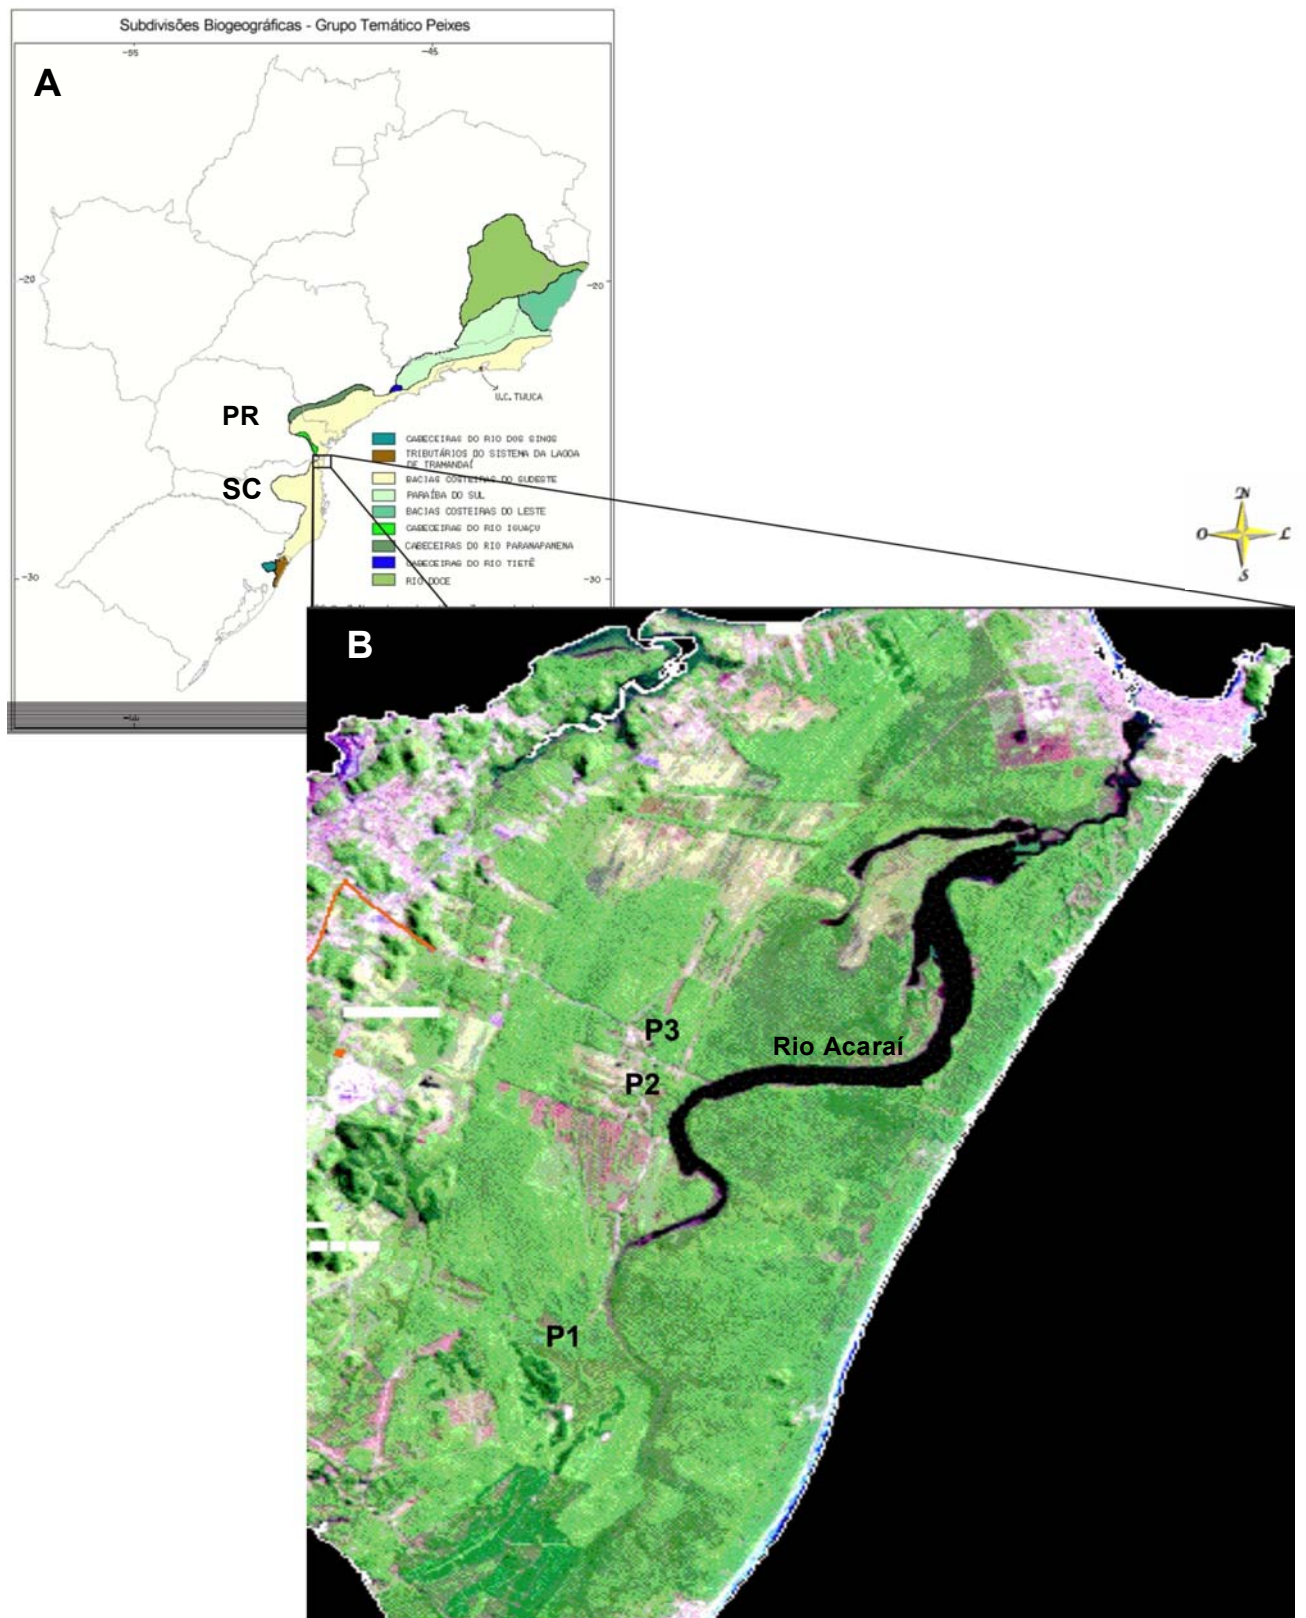 Subdivisões Biogeográficas - Grupo Temático Peixes
-55
-45
A
-20
-20
U.C. TIJUCA
PR
CABECEIRAS DO RIO DOS SINOS
TRIBUTÁRIOS DO SISTEMA DA LAGOA
DE TRAMANDAÍ
SC
BACIAS COSTEIRAS DO SUDESTE
PARAÍBA DO SUL
BACIAS COSTEIRAS DO LESTE
CABECEIRAS DO RIO IGUAÇU
CABECEIRAS DO RIO PARANAPANEMA
CABECEIRAS DO RIO TIETÊ
RIO DOCE
-30
-30
N
O
L
S
B
P3
Rio Acaraí
P2
P1